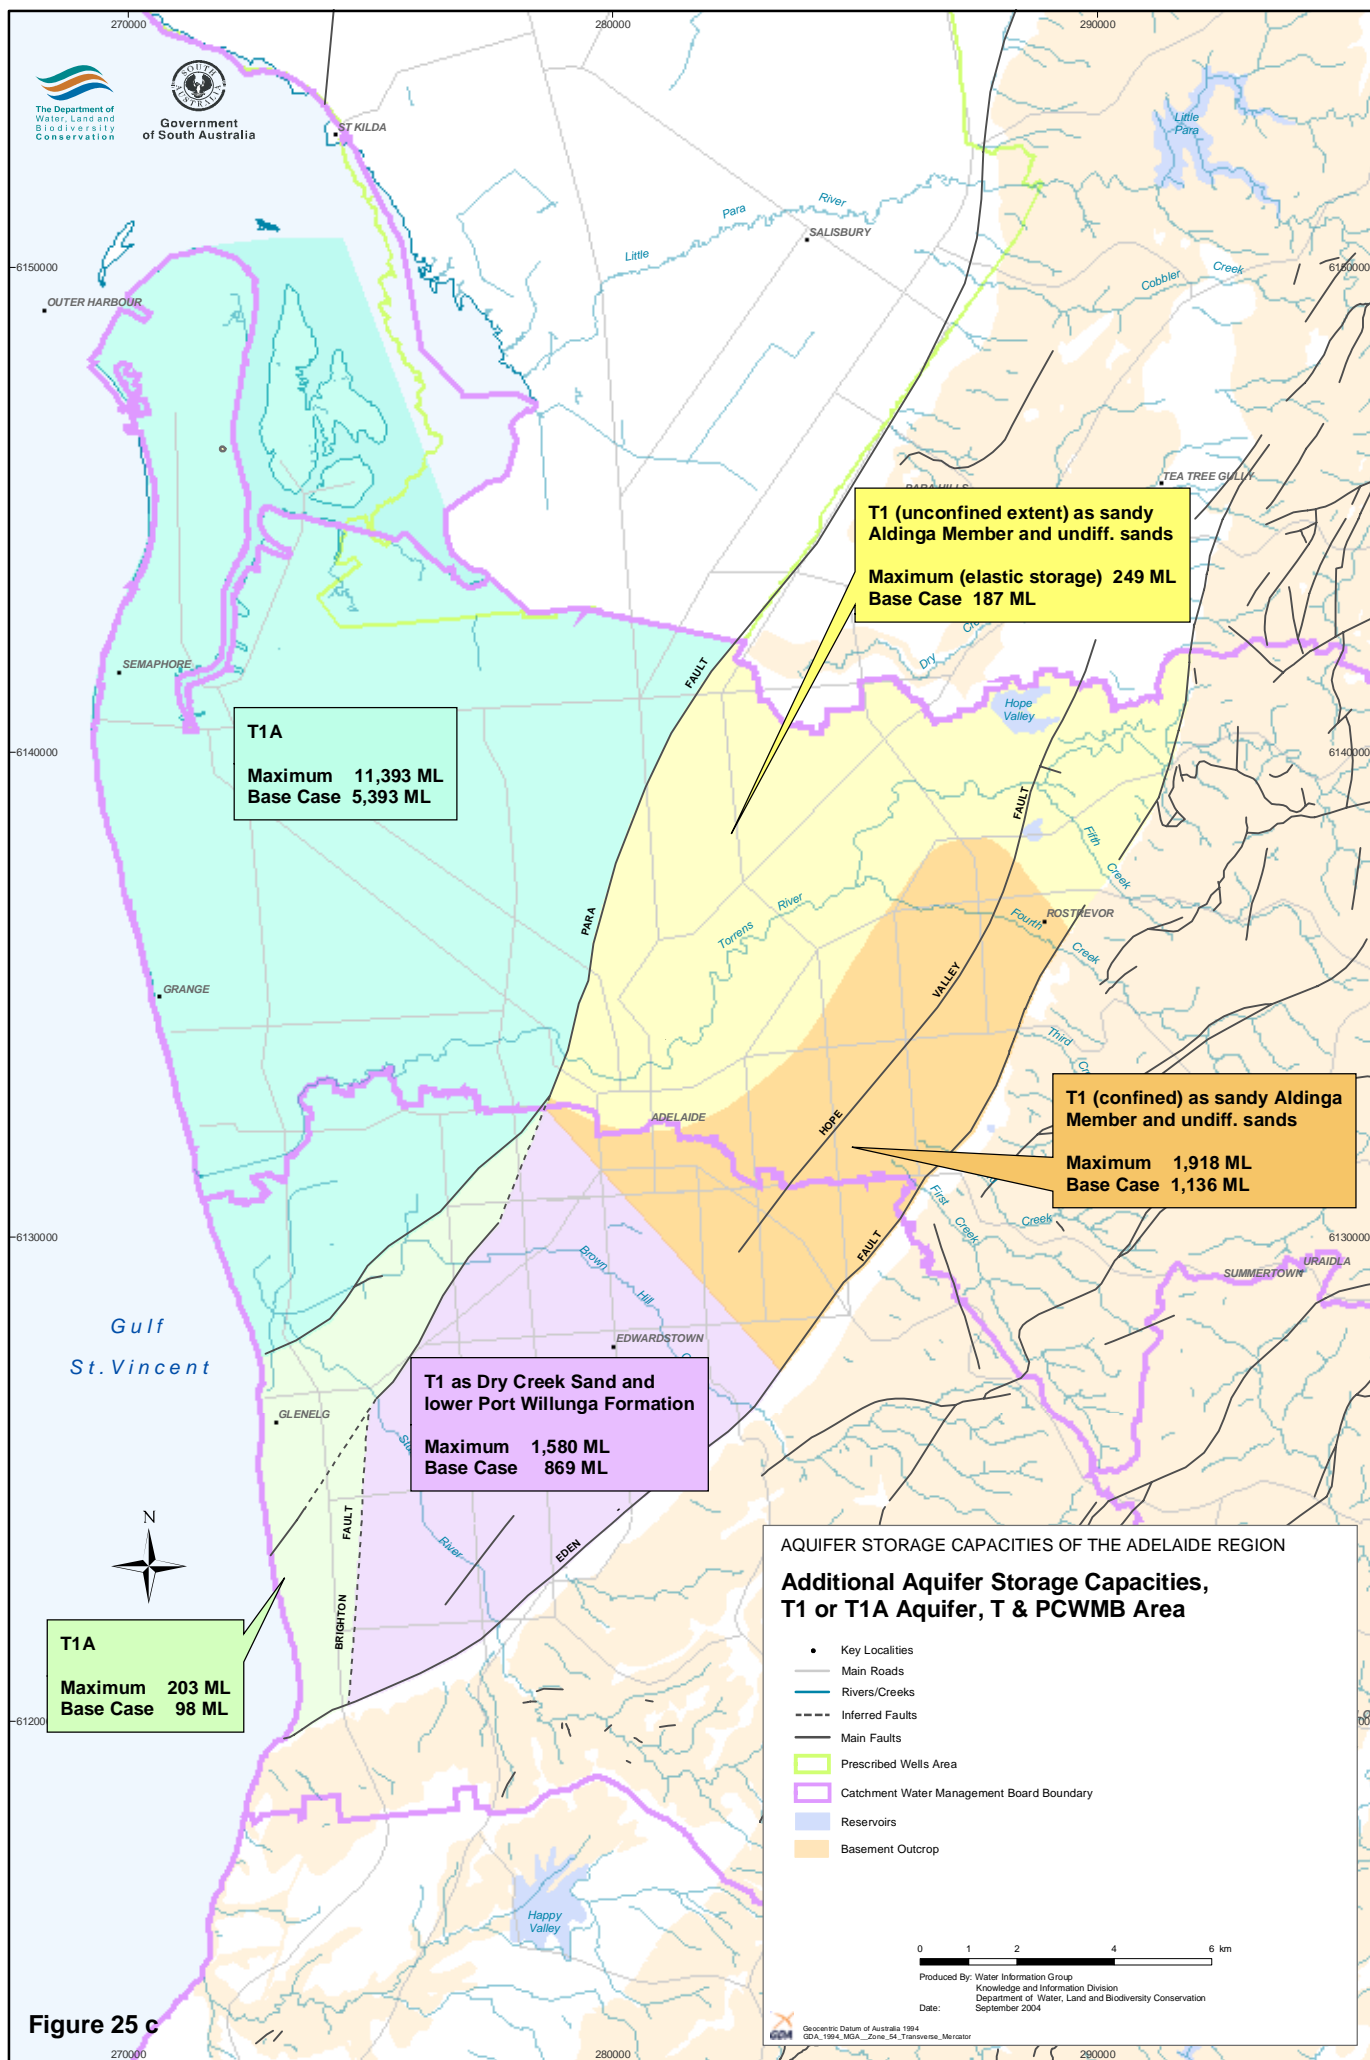 270000
280000
290000
The Department of
Water, Land and
Biodiversity
Conservation
SOUTH
AUSTRALIA
Government
of South Australia
ST KILDA
Little
Para
Little
Para
River
SALISBURY
6150000
Cobbler
Creek
OUTER HARBOUR
TEA TREE GULLY
T1 (unconfined extent) as sandy
Aldinga Member and undiff. sands
Maximum (elastic storage) 249 ML
Base Case 187 ML
Dry
SEMAPHORE
FAULT
Hope
Valley
T1A
Maximum 11,393 ML
Base Case 5,393 ML
6140000
6140000
FAULT
Fifth
Creek
PARA
Torrens
River
Fourth
Creek
ROSTREVOR
VALLEY
GRANGE
Third
ADELAIDE
HOPE
T1 (confined) as sandy Aldinga
Member and undiff. sands
Maximum 1,918 ML
Base Case 1,136 ML
First
Creek
Creek
6130000
6130000
FAULT
Brown
Hill
SUMMERTOWN
URAIDLA
Gulf
St. Vincent
EDWARDSTOWN
T1 as Dry Creek Sand and
lower Port Willunga Formation
Maximum 1,580 ML
Base Case 869 ML
GLENELG
N
FAULT
River
EDEN
BRIGHTON
T1A
Maximum 203 ML
Base Case 98 ML
AQUIFER STORAGE CAPACITIES OF THE ADELAIDE REGION
Additional Aquifer Storage Capacities,
T1 or T1A Aquifer, T & PCWMB Area
Key Localities
Main Roads
Rivers/Creeks
Inferred Faults
Main Faults
Prescribed Wells Area
Catchment Water Management Board Boundary
Reservoirs
Basement Outcrop
Happy
Valley
0 1 2 4 6 km
Produced By: Water Information Group
Knowledge and Information Division
Department of Water, Land and Biodiversity Conservation
Date: September 2004
GDA
Geocentric Datum of Australia 1994
GDA_1994_MGA__Zone_54_Transverse_Mercator
Figure 25 c
270000
280000
290000